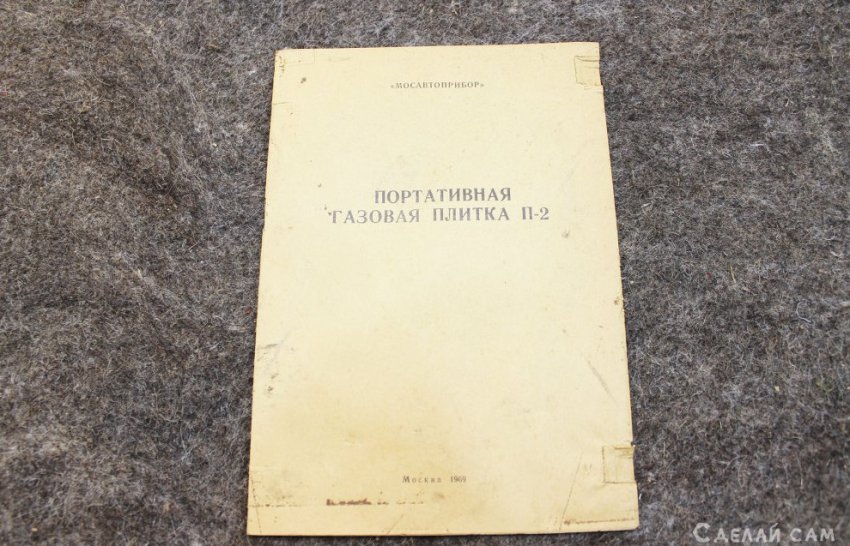 «МОСАВТОПРИБОР»
ПОРТАТИВНАЯ
ГАЗОВАЯ ПЛИТКА П-2
Москва 1969
Сделай сам